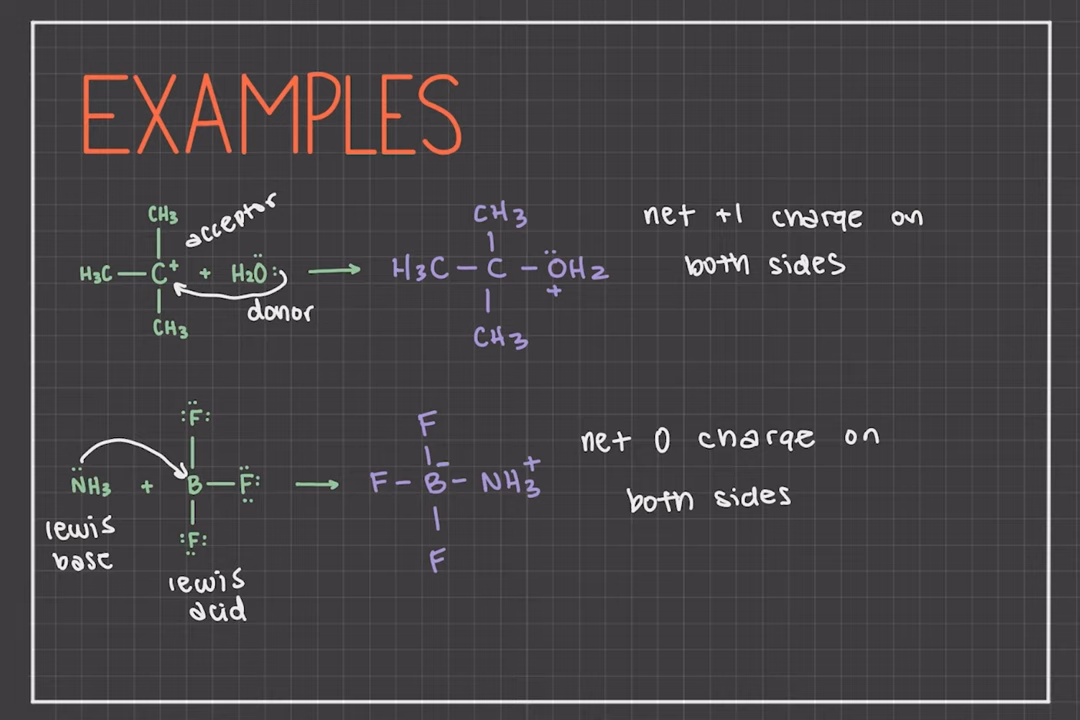 EXAMPLES
CH3
acceptor
H3C — C⁺ + H2Ö: ⟶
donor
CH3
CH3
H3C — C — ÖH2
+
CH3
net +1 charge on
both sides
:F̈:
N̈H3 + B — F̈: ⟶
:F̈:
lewis
base
lewis
acid
F
F — B⁻ — NH3⁺
F
net 0 charge on
both sides